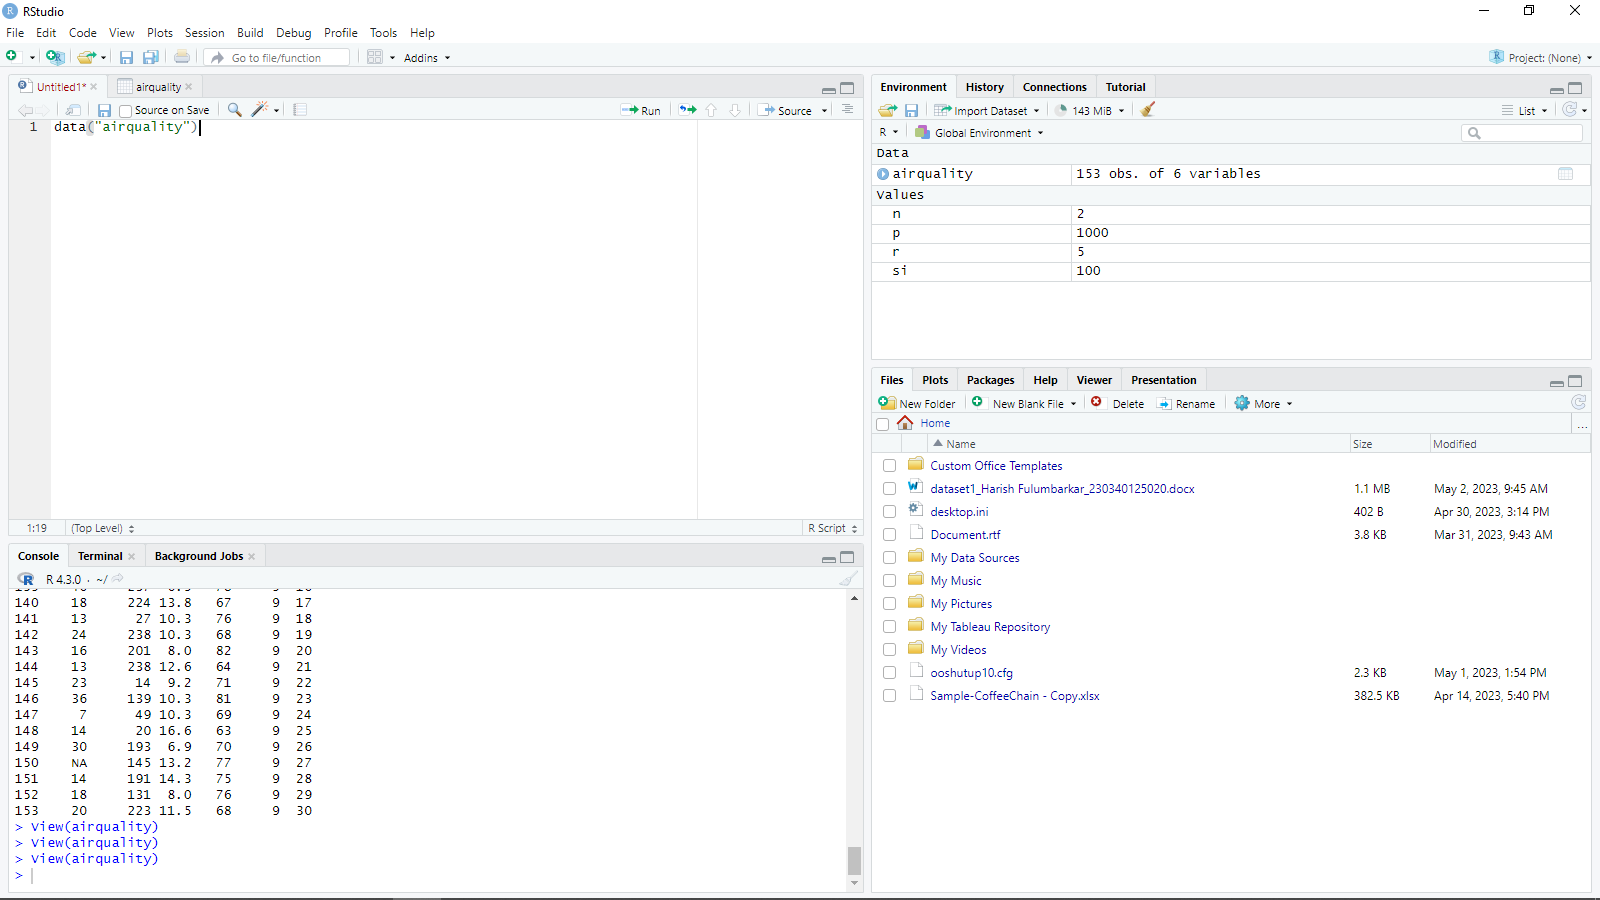 RStudio
File Edit Code View Plots Session Build Debug Profile Tools Help
Go to file/function Addins Project: (None)
Untitled1* airquality
Source on Save Run Source
1 data("airquality")
1:19 (Top Level) R Script
Console Terminal Background Jobs
R 4.3.0 · ~/
140 18 224 13.8 67 9 17
141 13 27 10.3 76 9 18
142 24 238 10.3 68 9 19
143 16 201 8.0 82 9 20
144 13 238 12.6 64 9 21
145 23 14 9.2 71 9 22
146 36 139 10.3 81 9 23
147 7 49 10.3 69 9 24
148 14 20 16.6 63 9 25
149 30 193 6.9 70 9 26
150 NA 145 13.2 77 9 27
151 14 191 14.3 75 9 28
152 18 131 8.0 76 9 29
153 20 223 11.5 68 9 30
> View(airquality)
> View(airquality)
> View(airquality)
>
Environment History Connections Tutorial
Import Dataset 143 MiB List
R Global Environment
Data
airquality 153 obs. of 6 variables
Values
n 2
p 1000
r 5
si 100
Files Plots Packages Help Viewer Presentation
New Folder New Blank File Delete Rename More
Home ...
Name Size Modified
Custom Office Templates
dataset1_Harish Fulumbarkar_230340125020.docx 1.1 MB May 2, 2023, 9:45 AM
desktop.ini 402 B Apr 30, 2023, 3:14 PM
Document.rtf 3.8 KB Mar 31, 2023, 9:43 AM
My Data Sources
My Music
My Pictures
My Tableau Repository
My Videos
ooshutup10.cfg 2.3 KB May 1, 2023, 1:54 PM
Sample-CoffeeChain - Copy.xlsx 382.5 KB Apr 14, 2023, 5:40 PM